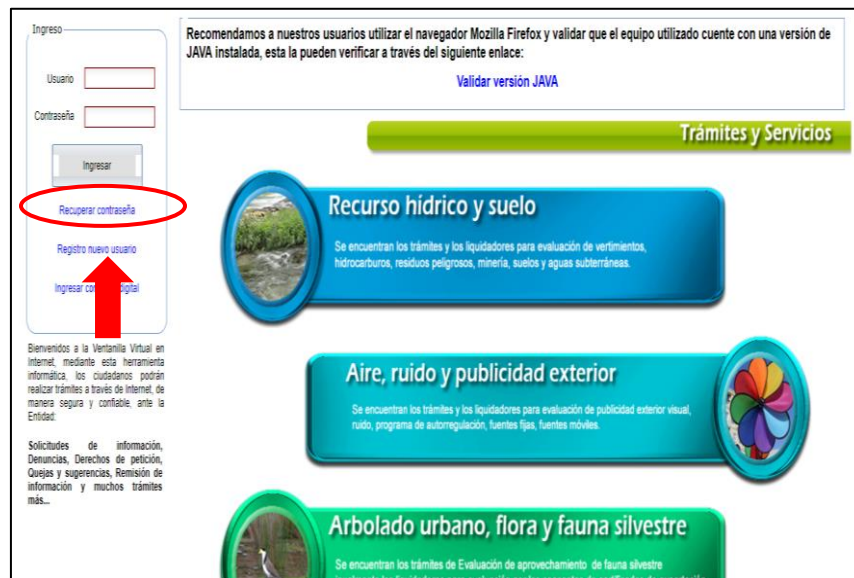 Ingreso
Usuario
Contraseña
Ingresar
Recuperar contraseña
Registro nuevo usuario
Ingresar digital
Bienvenidos a la Ventanilla Virtual en
Internet, mediante esta herramienta
informática, los ciudadanos podrán
realizar trámites a través de Internet, de
manera segura y confiable, ante la
Entidad:
Solicitudes de información,
Denuncias, Derechos de petición,
Quejas y sugerencias, Remisión de
información y muchos trámites
más...
Recomendamos a nuestros usuarios utilizar el navegador Mozilla Firefox y validar que el equipo utilizado cuente con una versión de
JAVA instalada, esta la pueden verificar a través del siguiente enlace:
Validar versión JAVA
Trámites y Servicios
Recurso hídrico y suelo
Se encuentran los trámites y los liquidadores para evaluación de vertimientos,
hidrocarburos, residuos peligrosos, minería, suelos y aguas subterráneas.
Aire, ruido y publicidad exterior
Se encuentran los trámites y los liquidadores para evaluación de publicidad exterior visual,
ruido, programa de autorregulación, fuentes fijas, fuentes móviles.
Arbolado urbano, flora y fauna silvestre
Se encuentran los trámites de Evaluación de aprovechamiento de fauna silvestre